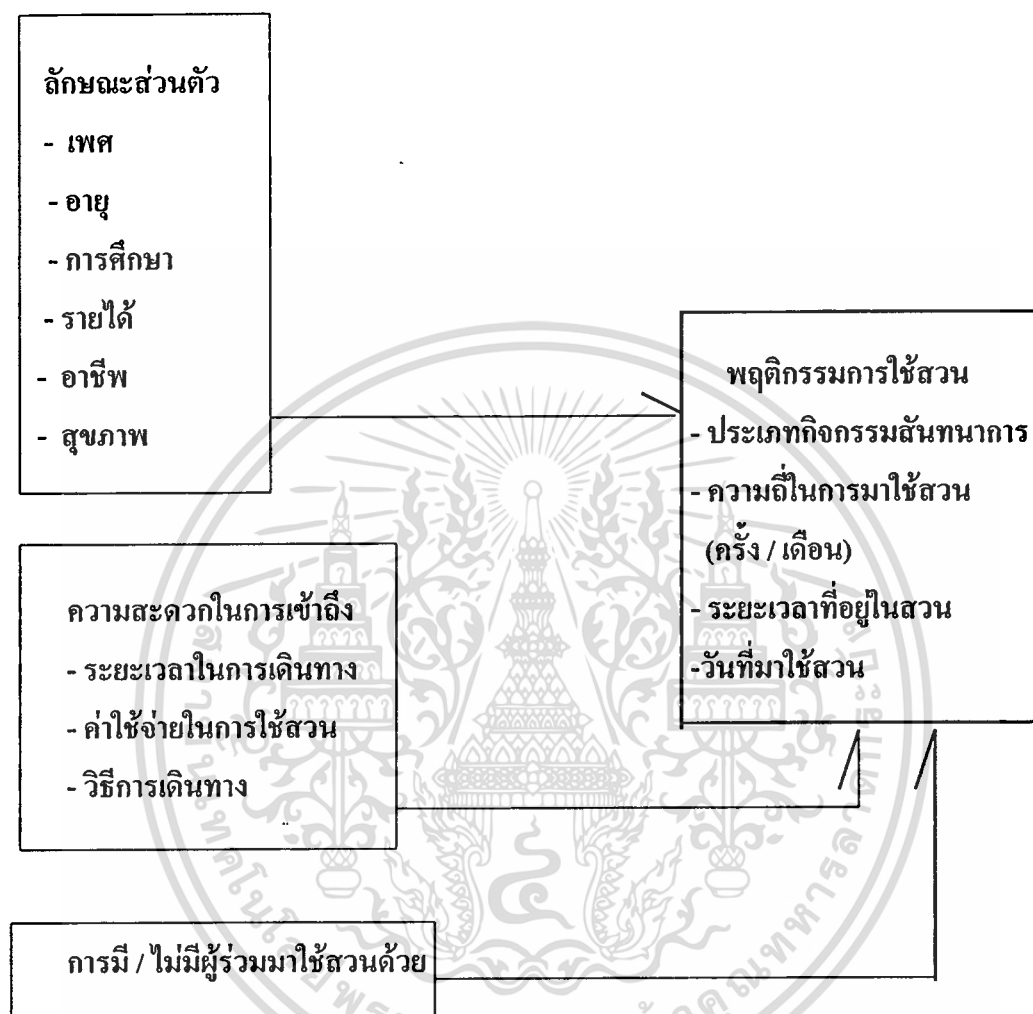 ลักษณะส่วนตัว
- เพศ
- อายุ
- การศึกษา
- รายได้
- อาชีพ
- สุขภาพ
พฤติกรรมการใช้สวน
- ประเภทกิจกรรมสันทนาการ
- ความถี่ในการมาใช้สวน
(ครั้ง / เดือน)
- ระยะเวลาที่อยู่ในสวน
-วันที่มาใช้สวน
ความสะดวกในการเข้าถึง
- ระยะเวลาในการเดินทาง
- ค่าใช้จ่ายในการใช้สวน
- วิธีการเดินทาง
การมี / ไม่มีผู้ร่วมมาใช้สวนด้วย